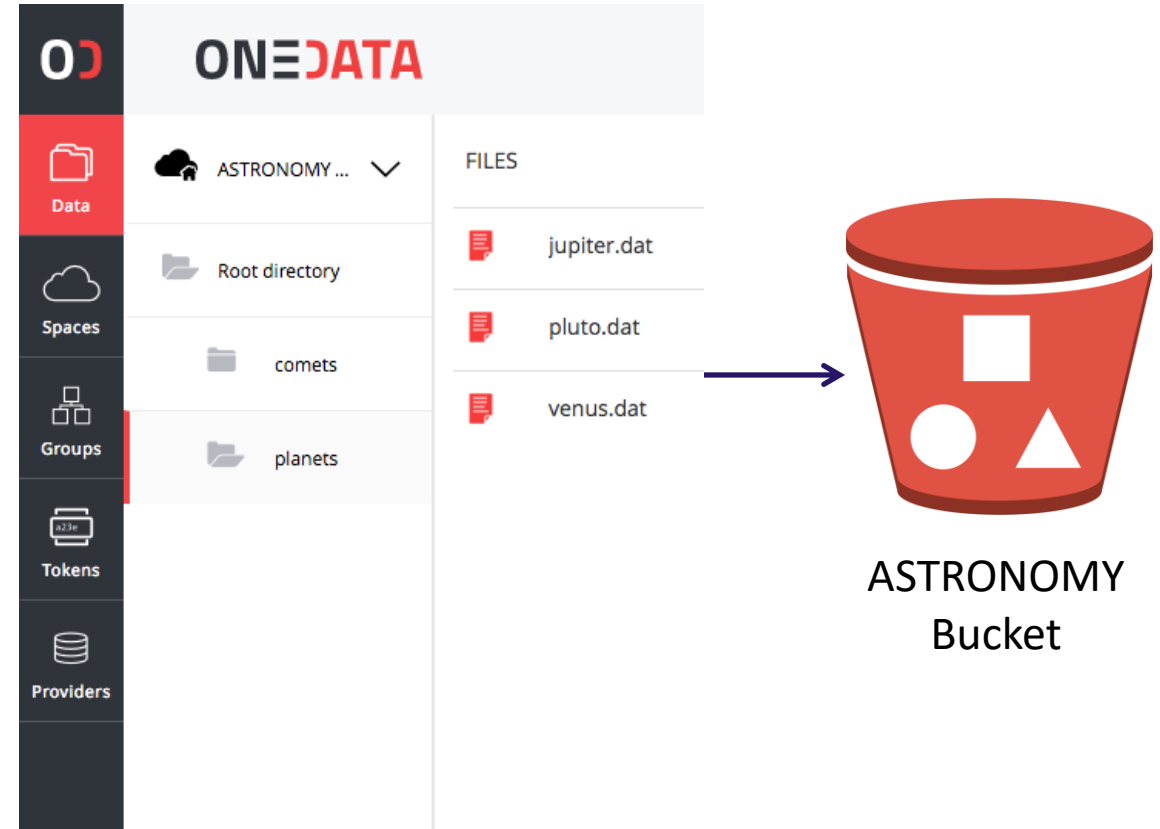 OD
ONEDATA
Data
Spaces
Groups
a23e
Tokens
Providers
ASTRONOMY ...
Root directory
comets
planets
FILES
jupiter.dat
pluto.dat
venus.dat
ASTRONOMY
Bucket